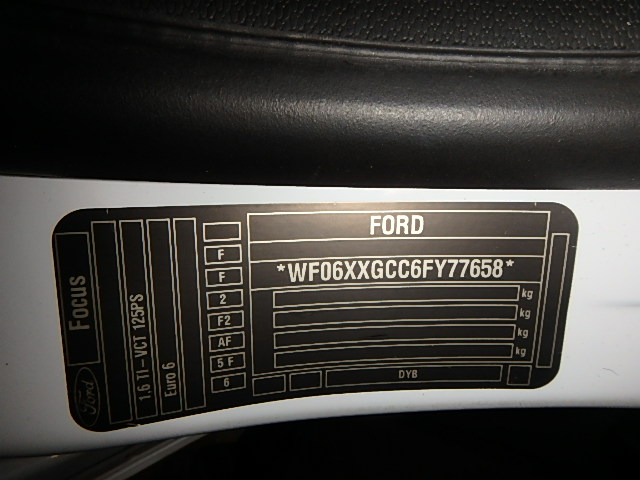 FORD
*WF06XXGCC6FY77658*
kg
kg
kg
kg
DYB
F
F
2
F2
AF
5 F
6
Focus
1.6 TI - VCT 125PS
Euro 6
Ford